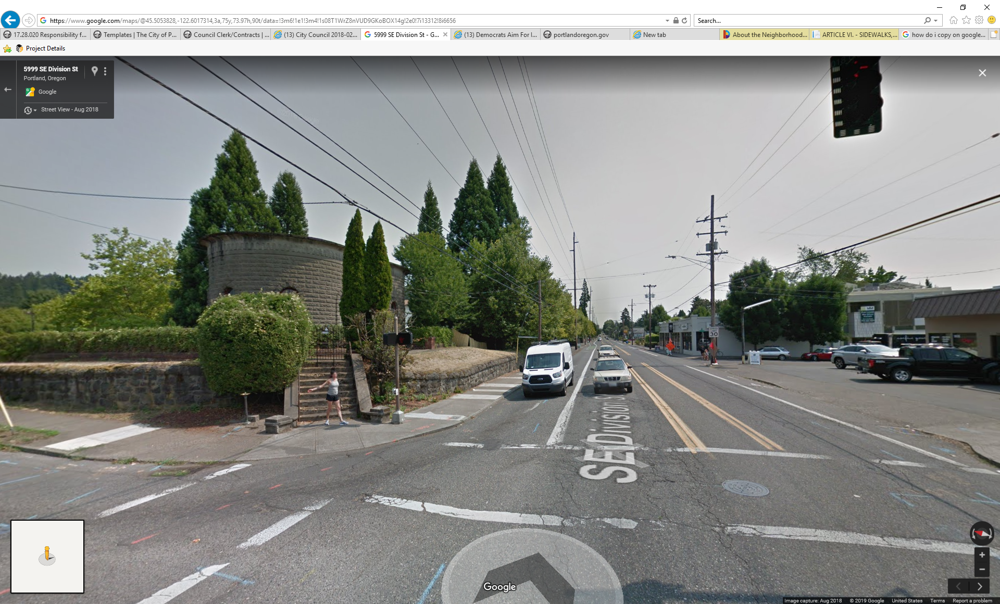 https://www.google.com/maps/@45.5053828,-122.6017314,3a,75y,73.97h,90t/data=!3m6!1e1!3m4!1s08T1WrZ8nVUD9GKoBOX14g!2e0!7i13312!8i6656
Search...
17.28.020 Responsibility f...
Templates | The City of P...
Council Clerk/Contracts | ...
(13) City Council 2018-02...
5999 SE Division St - G...
(13) Democrats Aim For I...
portlandoregon.gov
New tab
About the Neighborhood...
ARTICLE VI. - SIDEWALKS,...
how do i copy on google...
Project Details
5999 SE Division St
Portland, Oregon
Google
Street View - Aug 2018
30
SE Division St
Google
Image capture: Aug 2018 © 2019 Google United States Terms Report a problem